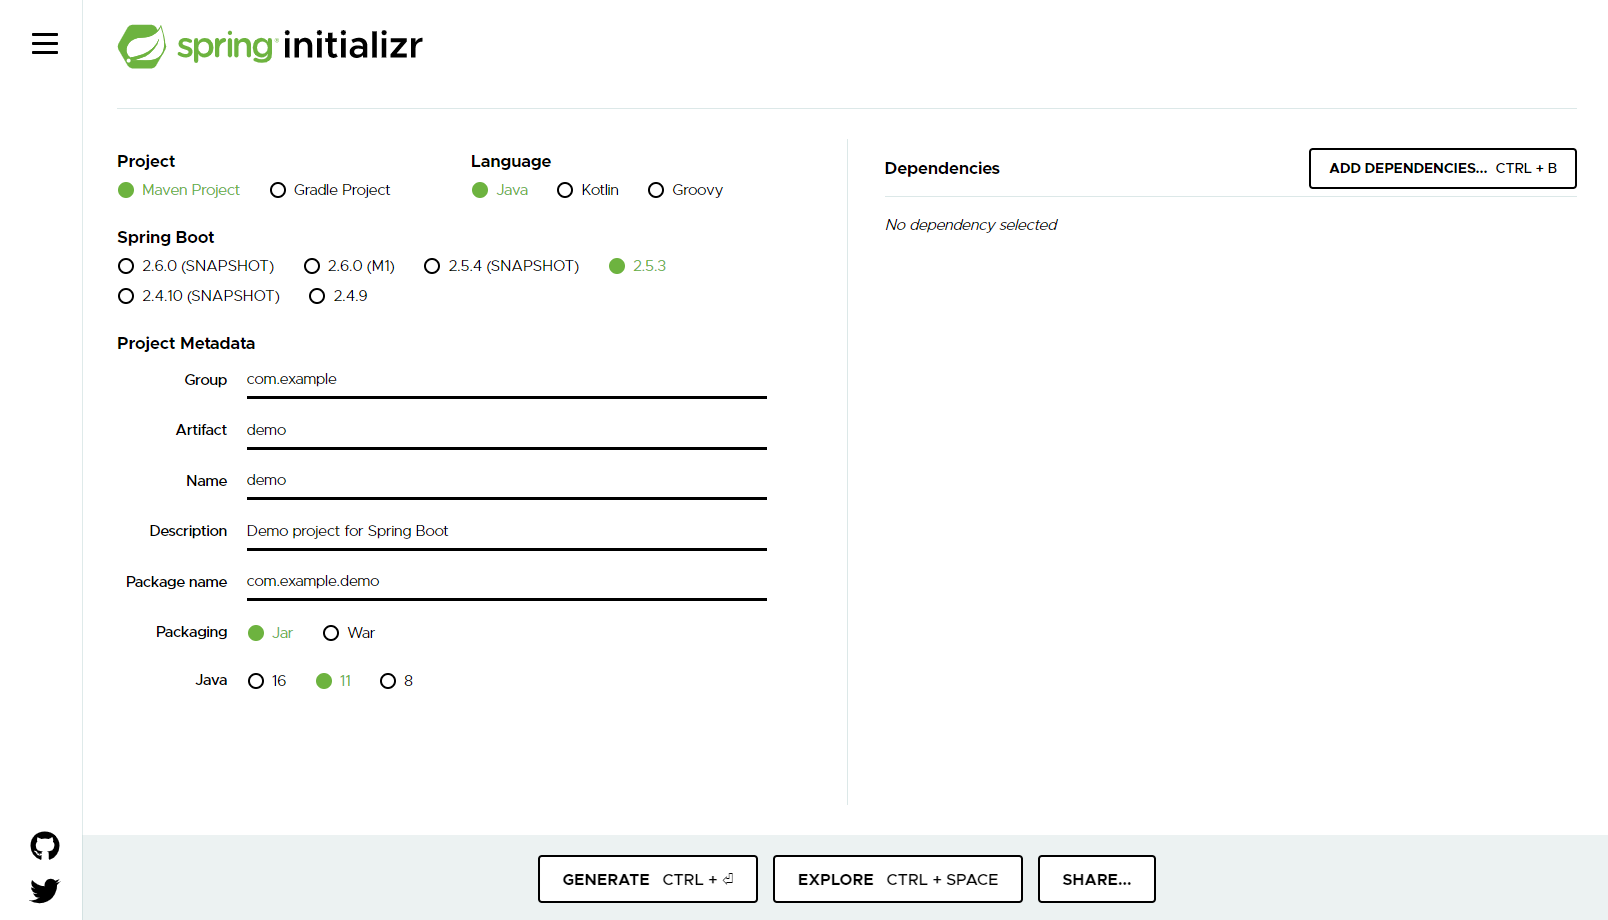 spring initializr
Project
Maven Project Gradle Project
Language
Java Kotlin Groovy
Spring Boot
2.6.0 (SNAPSHOT) 2.6.0 (M1) 2.5.4 (SNAPSHOT) 2.5.3
2.4.10 (SNAPSHOT) 2.4.9
Project Metadata
Group com.example
Artifact demo
Name demo
Description Demo project for Spring Boot
Package name com.example.demo
Packaging Jar War
Java 16 11 8
Dependencies
ADD DEPENDENCIES... CTRL + B
No dependency selected
GENERATE CTRL + ⏎ EXPLORE CTRL + SPACE SHARE...